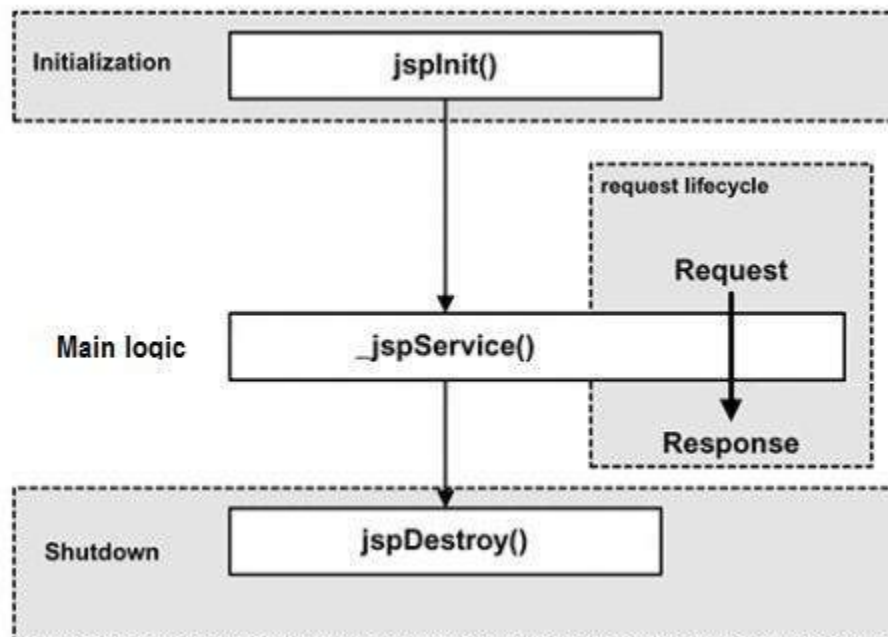 Initialization
jspInit()
request lifecycle
Request
Main logic
_jspService()
Response
jspDestroy()
Shutdown